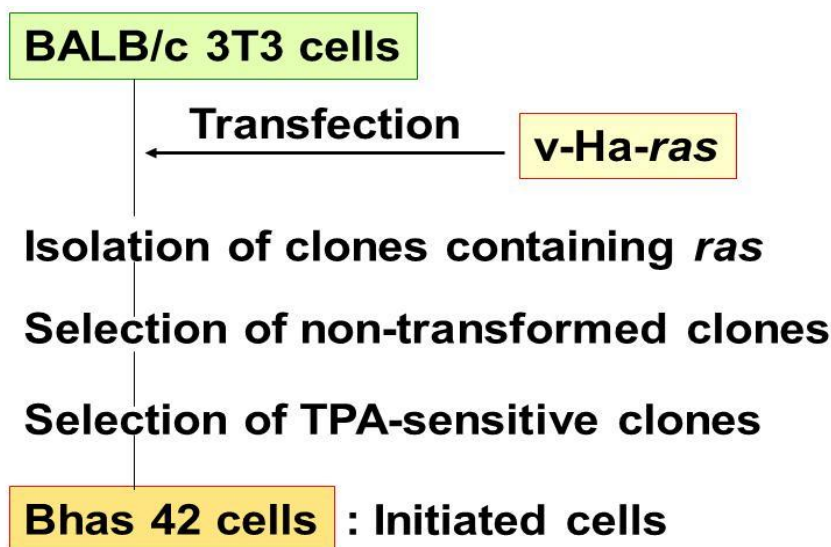 BALB/c 3T3 cells
Transfection
v-Ha-ras
Isolation of clones containing ras
Selection of non-transformed clones
Selection of TPA-sensitive clones
Bhas 42 cells : Initiated cells